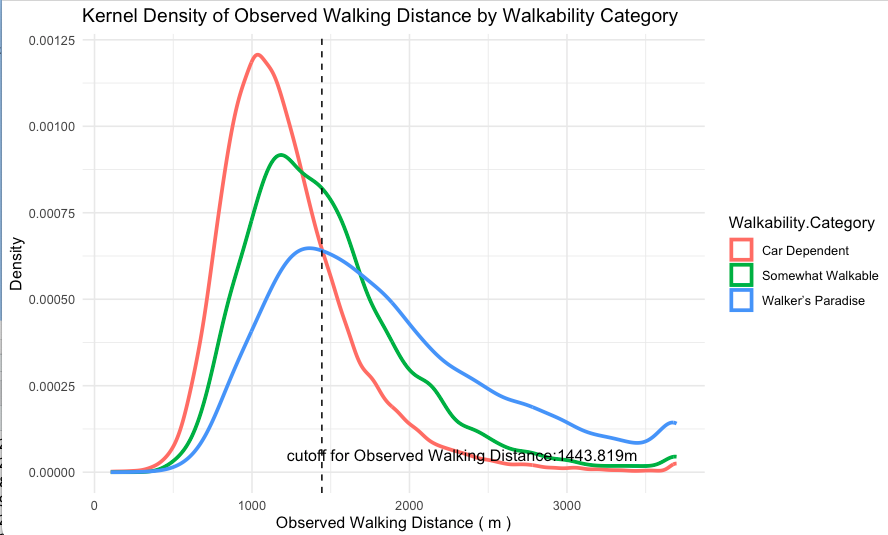 Kernel Density of Observed Walking Distance by Walkability Category
0.00125
0.00100
0.00075
0.00050
0.00025
0.00000
Density
cutoff for Observed Walking Distance:1443.819m
0 1000 2000 3000
Observed Walking Distance ( m )
Walkability.Category
Car Dependent
Somewhat Walkable
Walker's Paradise